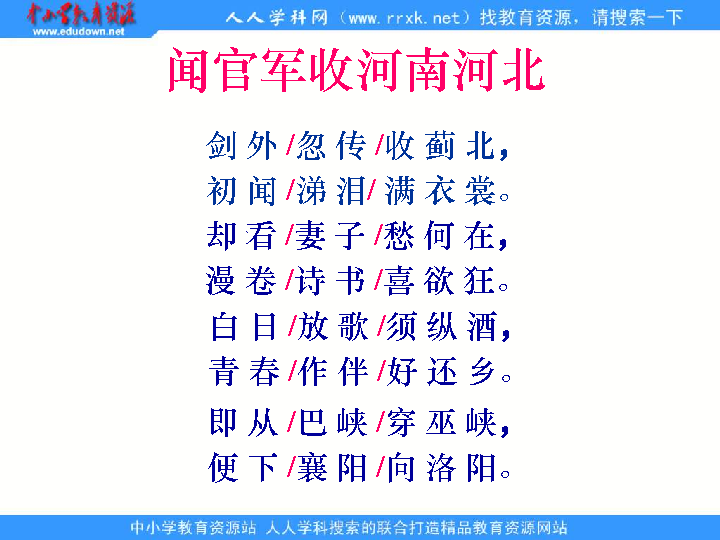 中小学教育资源
www.edudown.net
人人学科网（www.rrxk.net）找教育资源，请搜索一下
闻官军收河南河北
剑外/忽传/收蓟北，
初闻/涕泪/满衣裳。
却看/妻子/愁何在，
漫卷/诗书/喜欲狂。
白日/放歌/须纵酒，
青春/作伴/好还乡。
即从/巴峡/穿巫峡，
便下/襄阳/向洛阳。
中小学教育资源站  人人学科搜索的联合打造精品教育资源网站